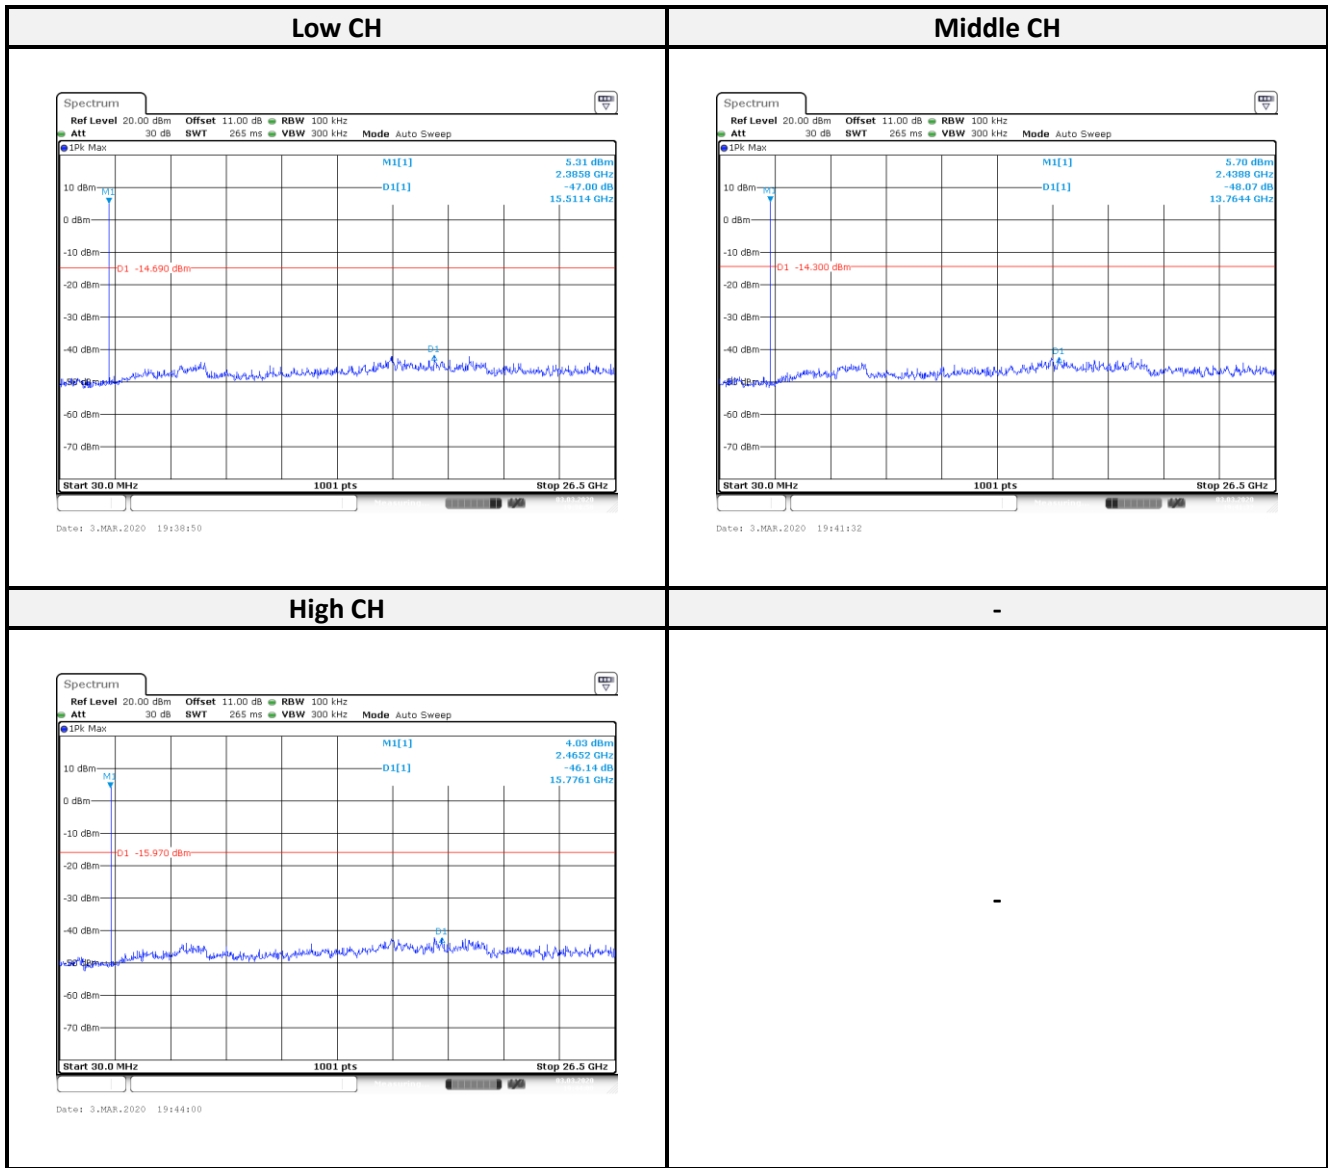 Low CH
Middle CH
Spectrum
Ref Level 20.00 dBm Offset 11.00 dB RBW 100 kHz
Att 30 dB SWT 265 ms VBW 300 kHz Mode Auto Sweep
1Pk Max
M1[1] 5.31 dBm
2.3858 GHz
D1[1] -47.00 dB
15.5114 GHz
10 dBm
M1
0 dBm
-10 dBm
D1 -14.690 dBm
-20 dBm
-30 dBm
-40 dBm
D1
-50 dBm
-60 dBm
-70 dBm
Start 30.0 MHz 1001 pts Stop 26.5 GHz
Date: 3.MAR.2020 19:38:50
Spectrum
Ref Level 20.00 dBm Offset 11.00 dB RBW 100 kHz
Att 30 dB SWT 265 ms VBW 300 kHz Mode Auto Sweep
1Pk Max
M1[1] 5.70 dBm
2.4388 GHz
D1[1] -48.07 dB
13.7644 GHz
10 dBm
M1
0 dBm
-10 dBm
D1 -14.300 dBm
-20 dBm
-30 dBm
-40 dBm
D1
-50 dBm
-60 dBm
-70 dBm
Start 30.0 MHz 1001 pts Stop 26.5 GHz
Date: 3.MAR.2020 19:41:32
High CH
-
Spectrum
Ref Level 20.00 dBm Offset 11.00 dB RBW 100 kHz
Att 30 dB SWT 265 ms VBW 300 kHz Mode Auto Sweep
1Pk Max
M1[1] 4.03 dBm
2.4652 GHz
D1[1] -46.14 dB
15.7761 GHz
10 dBm
M1
0 dBm
-10 dBm
D1 -15.970 dBm
-20 dBm
-30 dBm
-40 dBm
D1
-50 dBm
-60 dBm
-70 dBm
Start 30.0 MHz 1001 pts Stop 26.5 GHz
Date: 3.MAR.2020 19:44:00
-